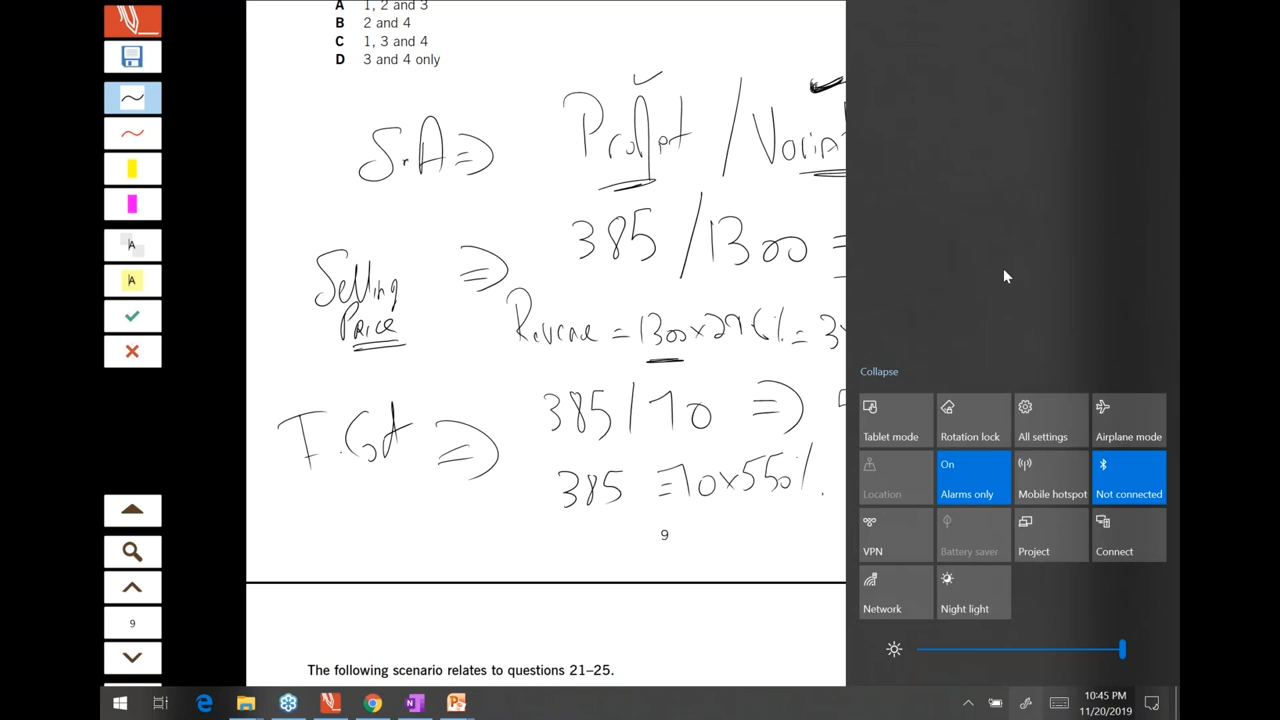 A 1, 2 and 3
B 2 and 4
C 1, 3 and 4
D 3 and 4 only
S.A ⇒ Profit /
385 / 1300 =
Selling Price ⇒
Revenue = 1300 × 29.6% = 3
385 / 70 ⇒ 5
385 = 70 × 550%.
9
The following scenario relates to questions 21–25.
9
Collapse
Tablet mode
Rotation lock
All settings
Airplane mode
Location
On
Alarms only
Mobile hotspot
Not connected
VPN
Battery saver
Project
Connect
Network
Night light
10:45 PM
11/20/2019